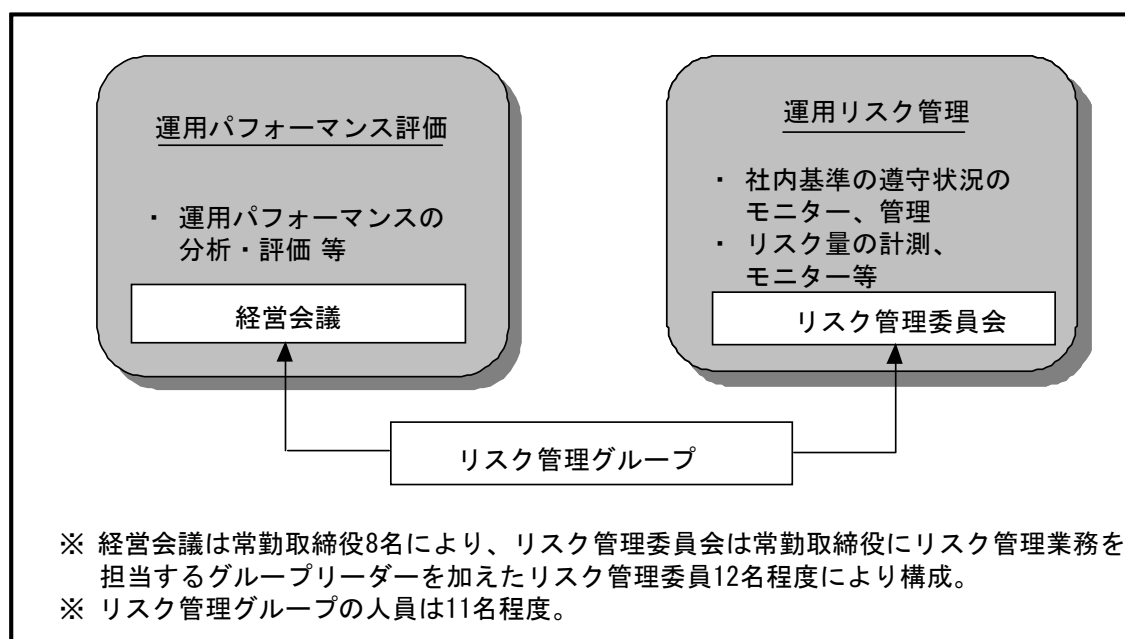 運用パフォーマンス評価
・ 運用パフォーマンスの
分析・評価 等
経営会議
運用リスク管理
・ 社内基準の遵守状況の
モニター、管理
・ リスク量の計測、
モニター等
リスク管理委員会
リスク管理グループ
※ 経営会議は常勤取締役8名により、リスク管理委員会は常勤取締役にリスク管理業務を
担当するグループリーダーを加えたリスク管理委員12名程度により構成。
※ リスク管理グループの人員は11名程度。